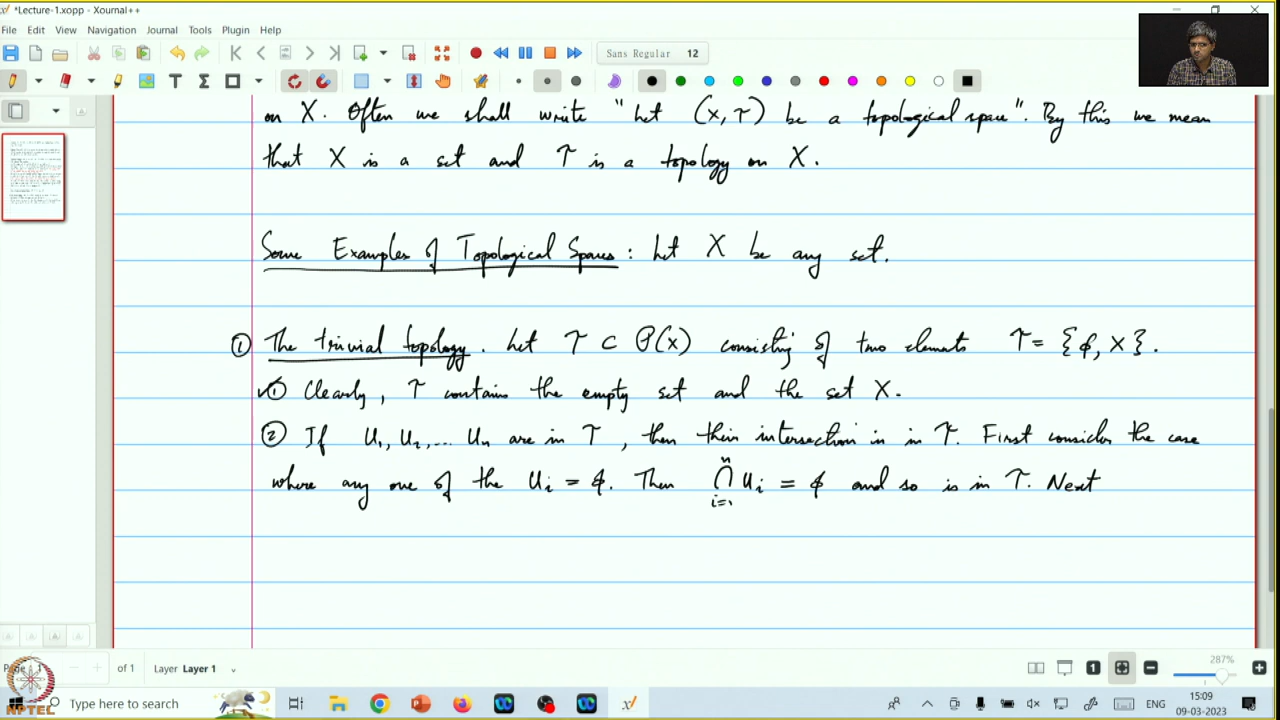 *Lecture-1.xopp - Xournal++
File Edit View Navigation Journal Tools Plugin Help
Sans Regular 12
on X. Often we shall write "Let (X, τ) be a topological space". By this we mean
that X is a set and τ is a topology on X.
Some Examples of Topological Spaces : Let X be any set.
① The trivial topology. Let τ ⊂ P(X) consisting of two elements τ = {ϕ, X}.
① Clearly, τ contains the empty set and the set X.
② If U₁, U₂,... Uₙ are in τ, then their intersection is in τ. First consider the case
where any one of the Uᵢ = ϕ. Then ⋂ᵢ₌₁ⁿ Uᵢ = ϕ and so is in τ. Next
Page 1 of 1 Layer Layer 1
287%
NPTEL
Type here to search
ENG
15:09
09-03-2023